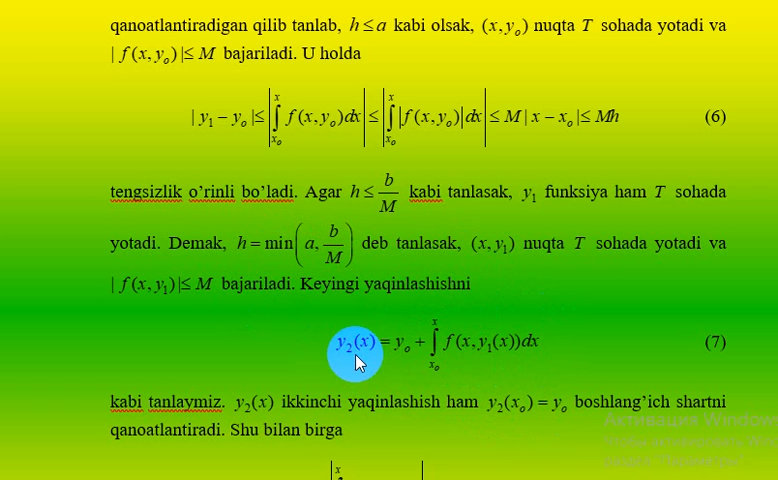 qanoatlantiradigan qilib tanlab, h ≤ a kabi olsak, (x, y₀) nuqta T sohada yotadi va
| f(x, y₀) |≤ M bajariladi. U holda
| y₁ − y₀ |≤ |∫ₓ₀ˣ f(x, y₀)dx| ≤ |∫ₓ₀ˣ |f(x, y₀)|dx| ≤ M | x − x₀ |≤ Mh (6)
tengsizlik o'rinli bo'ladi. Agar h ≤ b/M kabi tanlasak, y₁ funksiya ham T sohada
yotadi. Demak, h = min(a, b/M) deb tanlasak, (x, y₁) nuqta T sohada yotadi va
| f(x, y₁) |≤ M bajariladi. Keyingi yaqinlashishni
y₂(x) = y₀ + ∫ₓ₀ˣ f(x, y₁(x))dx (7)
kabi tanlaymiz. y₂(x) ikkinchi yaqinlashish ham y₂(x₀) = y₀ boshlang'ich shartni
qanoatlantiradi. Shu bilan birga
Активация Windows
x